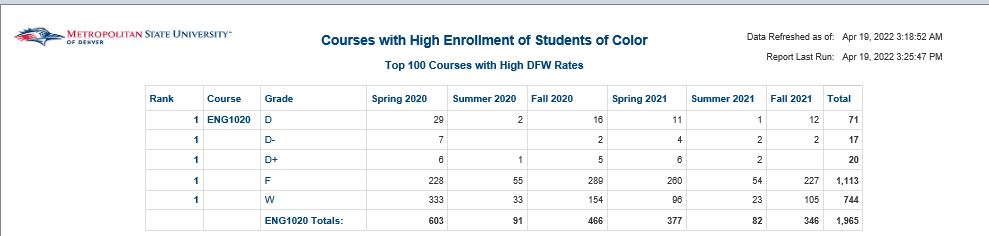 METROPOLITAN STATE UNIVERSITY™
OF DENVER
Courses with High Enrollment of Students of Color
Top 100 Courses with High DFW Rates
Data Refreshed as of: Apr 19, 2022 3:18:52 AM
Report Last Run: Apr 19, 2022 3:25:47 PM
Rank Course Grade Spring 2020 Summer 2020 Fall 2020 Spring 2021 Summer 2021 Fall 2021 Total
1 ENG1020 D 29 2 16 11 1 12 71
1 D- 7 2 4 2 2 17
1 D+ 6 1 5 6 2 20
1 F 228 55 289 260 54 227 1,113
1 W 333 33 154 96 23 105 744
ENG1020 Totals: 603 91 466 377 82 346 1,965